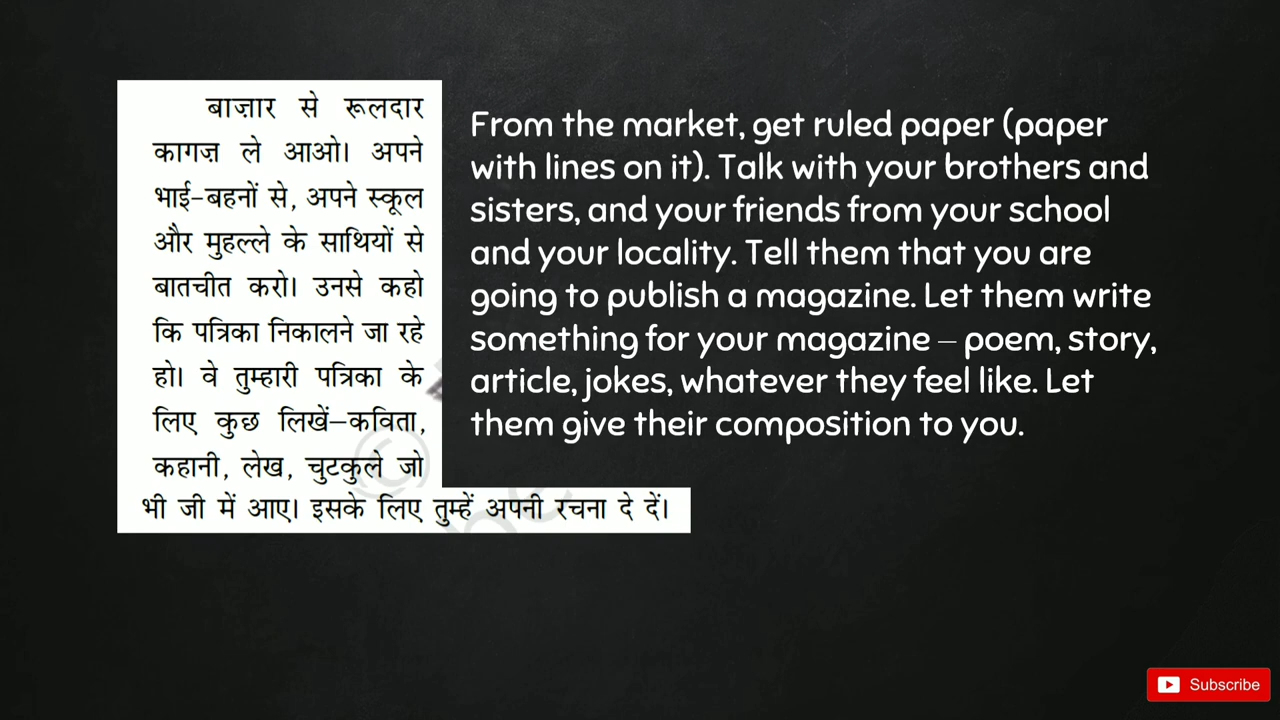 बाज़ार से रूलदार
कागज़ ले आओ। अपने
भाई-बहनों से, अपने स्कूल
और मुहल्ले के साथियों से
बातचीत करो। उनसे कहो
कि पत्रिका निकालने जा रहे
हो। वे तुम्हारी पत्रिका के
लिए कुछ लिखें–कविता,
कहानी, लेख, चुटकुले जो
भी जी में आए। इसके लिए तुम्हें अपनी रचना दे दें।
From the market, get ruled paper (paper
with lines on it). Talk with your brothers and
sisters, and your friends from your school
and your locality. Tell them that you are
going to publish a magazine. Let them write
something for your magazine – poem, story,
article, jokes, whatever they feel like. Let
them give their composition to you.
Subscribe